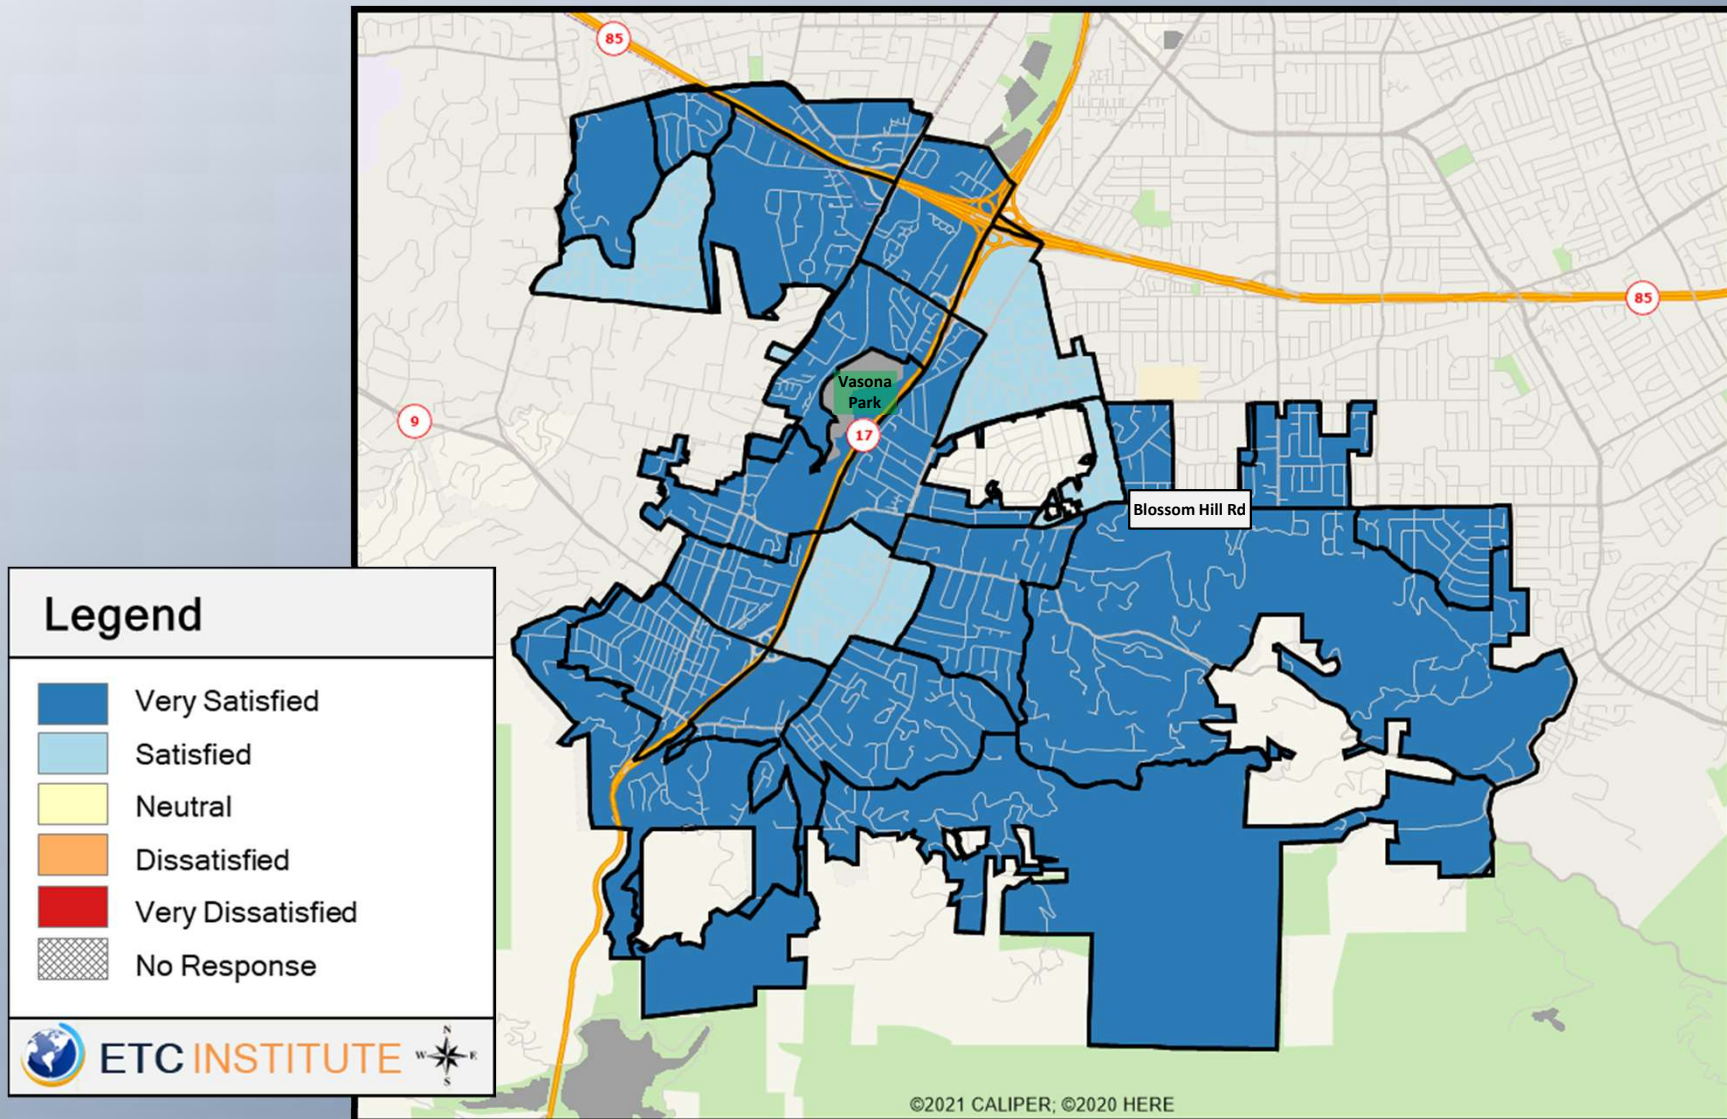 85
Vasona
Park
17
9
85
Blossom Hill Rd
Legend
Very Satisfied
Satisfied
Neutral
Dissatisfied
Very Dissatisfied
No Response
ETC INSTITUTE
N
W E
S
©2021 CALIPER; ©2020 HERE